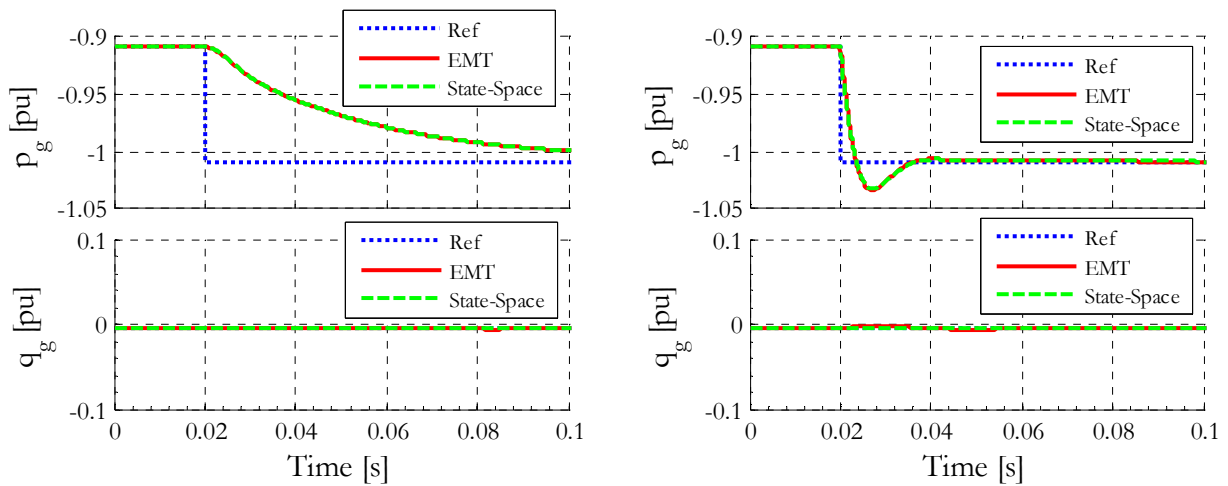 -0.9
-0.95
-1
-1.05
p_g [pu]
Ref
EMT
State-Space
0.1
0
-0.1
q_g [pu]
Ref
EMT
State-Space
0
0.02
0.04
0.06
0.08
0.1
Time [s]
-0.9
-0.95
-1
-1.05
p_g [pu]
Ref
EMT
State-Space
0.1
0
-0.1
q_g [pu]
Ref
EMT
State-Space
0
0.02
0.04
0.06
0.08
0.1
Time [s]